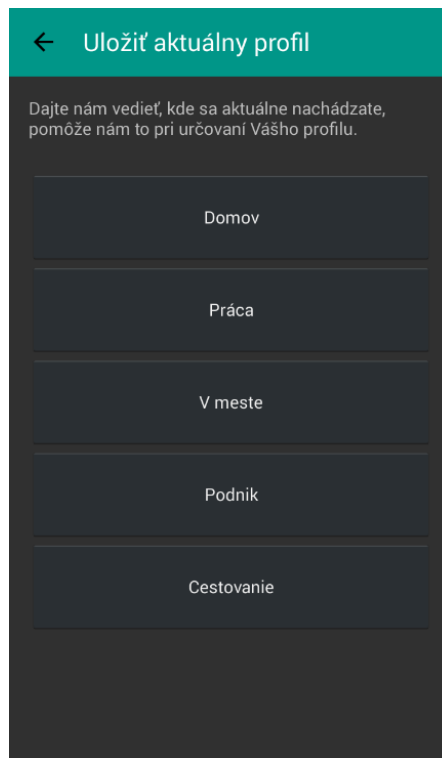 Uložiť aktuálny profil
Dajte nám vedieť, kde sa aktuálne nachádzate,
pomôže nám to pri určovaní Vášho profilu.
Domov
Práca
V meste
Podnik
Cestovanie